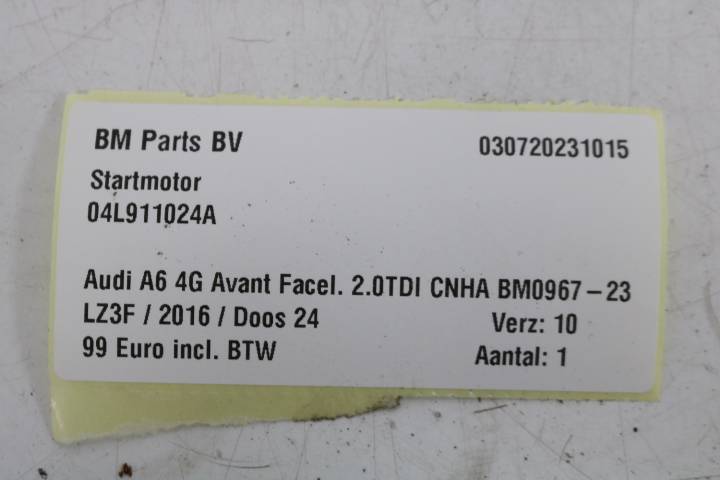 BM Parts BV 030720231015
Startmotor
04L911024A
Audi A6 4G Avant Facel. 2.0TDI CNHA BM0967-23
LZ3F / 2016 / Doos 24 Verz: 10
99 Euro incl. BTW Aantal: 1